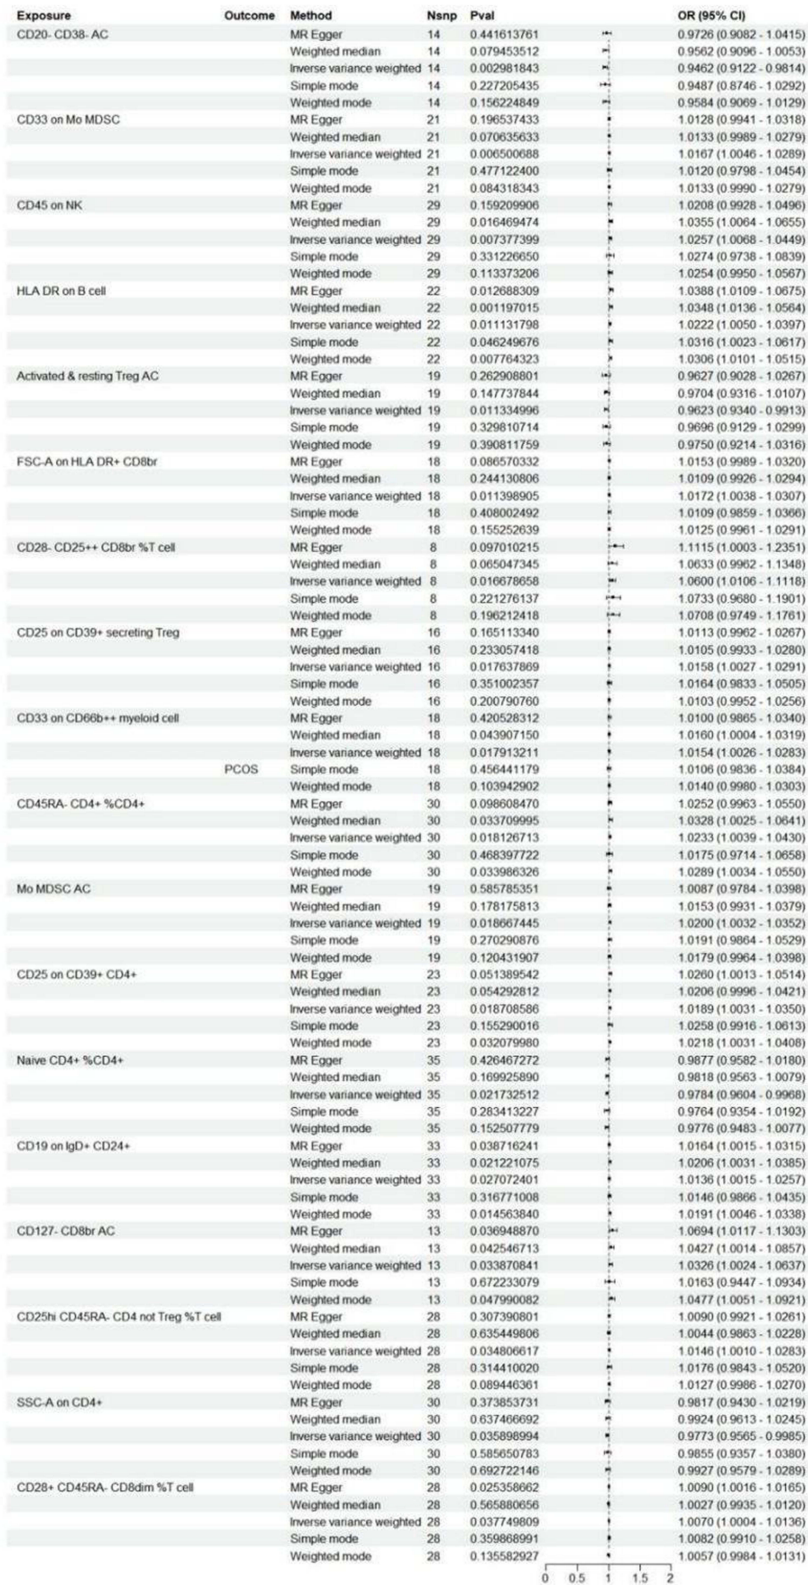 Exposure Outcome Method Nsnp Pval OR (95% CI)
CD20- CD38- AC MR Egger 14 0.441613761 0.9726 (0.9082 - 1.0415)
Weighted median 14 0.079453512 0.9562 (0.9096 - 1.0053)
Inverse variance weighted 14 0.002981843 0.9462 (0.9122 - 0.9814)
Simple mode 14 0.227205435 0.9487 (0.8746 - 1.0292)
Weighted mode 14 0.156224849 0.9584 (0.9069 - 1.0129)
CD33 on Mo MDSC MR Egger 21 0.196537433 1.0128 (0.9941 - 1.0318)
Weighted median 21 0.070635633 1.0133 (0.9989 - 1.0279)
Inverse variance weighted 21 0.006500688 1.0167 (1.0046 - 1.0289)
Simple mode 21 0.477122400 1.0120 (0.9798 - 1.0454)
Weighted mode 21 0.084318343 1.0133 (0.9990 - 1.0279)
CD45 on NK MR Egger 29 0.159209906 1.0208 (0.9928 - 1.0496)
Weighted median 29 0.016469474 1.0355 (1.0064 - 1.0655)
Inverse variance weighted 29 0.007377399 1.0257 (1.0068 - 1.0449)
Simple mode 29 0.331226650 1.0274 (0.9738 - 1.0839)
Weighted mode 29 0.113373206 1.0254 (0.9950 - 1.0567)
HLA DR on B cell MR Egger 22 0.012688309 1.0388 (1.0109 - 1.0675)
Weighted median 22 0.001197015 1.0348 (1.0136 - 1.0564)
Inverse variance weighted 22 0.011131798 1.0222 (1.0050 - 1.0397)
Simple mode 22 0.046249676 1.0316 (1.0023 - 1.0617)
Weighted mode 22 0.007764323 1.0306 (1.0101 - 1.0515)
Activated & resting Treg AC MR Egger 19 0.262908801 0.9627 (0.9028 - 1.0267)
Weighted median 19 0.147737844 0.9704 (0.9316 - 1.0107)
Inverse variance weighted 19 0.011334996 0.9623 (0.9340 - 0.9913)
Simple mode 19 0.329810714 0.9696 (0.9129 - 1.0299)
Weighted mode 19 0.390811759 0.9750 (0.9214 - 1.0316)
FSC-A on HLA DR+ CD8br MR Egger 18 0.086570332 1.0153 (0.9989 - 1.0320)
Weighted median 18 0.244130806 1.0109 (0.9926 - 1.0294)
Inverse variance weighted 18 0.011398905 1.0172 (1.0038 - 1.0307)
Simple mode 18 0.408002492 1.0109 (0.9859 - 1.0366)
Weighted mode 18 0.155252639 1.0125 (0.9961 - 1.0291)
CD28- CD25++ CD8br %T cell MR Egger 8 0.097010215 1.1115 (1.0003 - 1.2351)
Weighted median 8 0.065047345 1.0633 (0.9962 - 1.1348)
Inverse variance weighted 8 0.016678658 1.0600 (1.0106 - 1.1118)
Simple mode 8 0.221276137 1.0733 (0.9680 - 1.1901)
Weighted mode 8 0.196212418 1.0708 (0.9749 - 1.1761)
CD25 on CD39+ secreting Treg MR Egger 16 0.165113340 1.0113 (0.9962 - 1.0267)
Weighted median 16 0.233057418 1.0105 (0.9933 - 1.0280)
Inverse variance weighted 16 0.017637869 1.0158 (1.0027 - 1.0291)
Simple mode 16 0.351002357 1.0164 (0.9833 - 1.0505)
Weighted mode 16 0.200790760 1.0103 (0.9952 - 1.0256)
CD33 on CD66b++ myeloid cell MR Egger 18 0.420528312 1.0100 (0.9865 - 1.0340)
Weighted median 18 0.043907150 1.0160 (1.0004 - 1.0319)
Inverse variance weighted 18 0.017913211 1.0154 (1.0026 - 1.0283)
PCOS Simple mode 18 0.456441179 1.0106 (0.9836 - 1.0384)
Weighted mode 18 0.103942902 1.0140 (0.9980 - 1.0303)
CD45RA- CD4+ %CD4+ MR Egger 30 0.098608470 1.0252 (0.9963 - 1.0550)
Weighted median 30 0.033709995 1.0328 (1.0025 - 1.0641)
Inverse variance weighted 30 0.018126713 1.0233 (1.0039 - 1.0430)
Simple mode 30 0.468397722 1.0175 (0.9714 - 1.0658)
Weighted mode 30 0.033986326 1.0289 (1.0034 - 1.0550)
Mo MDSC AC MR Egger 19 0.585785351 1.0087 (0.9784 - 1.0398)
Weighted median 19 0.178175813 1.0153 (0.9931 - 1.0379)
Inverse variance weighted 19 0.018667445 1.0200 (1.0032 - 1.0352)
Simple mode 19 0.270290876 1.0191 (0.9864 - 1.0529)
Weighted mode 19 0.120431907 1.0179 (0.9964 - 1.0398)
CD25 on CD39+ CD4+ MR Egger 23 0.051389542 1.0260 (1.0013 - 1.0514)
Weighted median 23 0.054292812 1.0206 (0.9996 - 1.0421)
Inverse variance weighted 23 0.018708586 1.0189 (1.0031 - 1.0350)
Simple mode 23 0.155290016 1.0258 (0.9916 - 1.0613)
Weighted mode 23 0.032079980 1.0218 (1.0031 - 1.0408)
Naive CD4+ %CD4+ MR Egger 35 0.426467272 0.9877 (0.9582 - 1.0180)
Weighted median 35 0.169925890 0.9818 (0.9563 - 1.0079)
Inverse variance weighted 35 0.021732512 0.9784 (0.9604 - 0.9968)
Simple mode 35 0.283413227 0.9764 (0.9354 - 1.0192)
Weighted mode 35 0.152507779 0.9776 (0.9483 - 1.0077)
CD19 on IgD+ CD24+ MR Egger 33 0.038716241 1.0164 (1.0015 - 1.0315)
Weighted median 33 0.021221075 1.0206 (1.0031 - 1.0385)
Inverse variance weighted 33 0.027072401 1.0136 (1.0015 - 1.0257)
Simple mode 33 0.316771008 1.0146 (0.9866 - 1.0435)
Weighted mode 33 0.014563840 1.0191 (1.0046 - 1.0338)
CD127- CD8br AC MR Egger 13 0.036948870 1.0694 (1.0117 - 1.1303)
Weighted median 13 0.042546713 1.0427 (1.0014 - 1.0857)
Inverse variance weighted 13 0.033870841 1.0326 (1.0024 - 1.0637)
Simple mode 13 0.672233079 1.0163 (0.9447 - 1.0934)
Weighted mode 13 0.047990082 1.0477 (1.0051 - 1.0921)
CD25hi CD45RA- CD4 not Treg %T cell MR Egger 28 0.307390801 1.0090 (0.9921 - 1.0261)
Weighted median 28 0.635449806 1.0044 (0.9863 - 1.0228)
Inverse variance weighted 28 0.034806617 1.0146 (1.0010 - 1.0283)
Simple mode 28 0.314410020 1.0176 (0.9843 - 1.0520)
Weighted mode 28 0.089446361 1.0127 (0.9986 - 1.0270)
SSC-A on CD4+ MR Egger 30 0.373853731 0.9817 (0.9430 - 1.0219)
Weighted median 30 0.637466692 0.9924 (0.9613 - 1.0245)
Inverse variance weighted 30 0.035898994 0.9773 (0.9565 - 0.9985)
Simple mode 30 0.585650783 0.9855 (0.9357 - 1.0380)
Weighted mode 30 0.692722146 0.9927 (0.9579 - 1.0289)
CD28+ CD45RA- CD8dim %T cell MR Egger 28 0.025358662 1.0090 (1.0016 - 1.0165)
Weighted median 28 0.565880656 1.0027 (0.9935 - 1.0120)
Inverse variance weighted 28 0.037749809 1.0070 (1.0004 - 1.0136)
Simple mode 28 0.359868991 1.0082 (0.9910 - 1.0258)
Weighted mode 28 0.135582927 1.0057 (0.9984 - 1.0131)
0 0.5 1 1.5 2